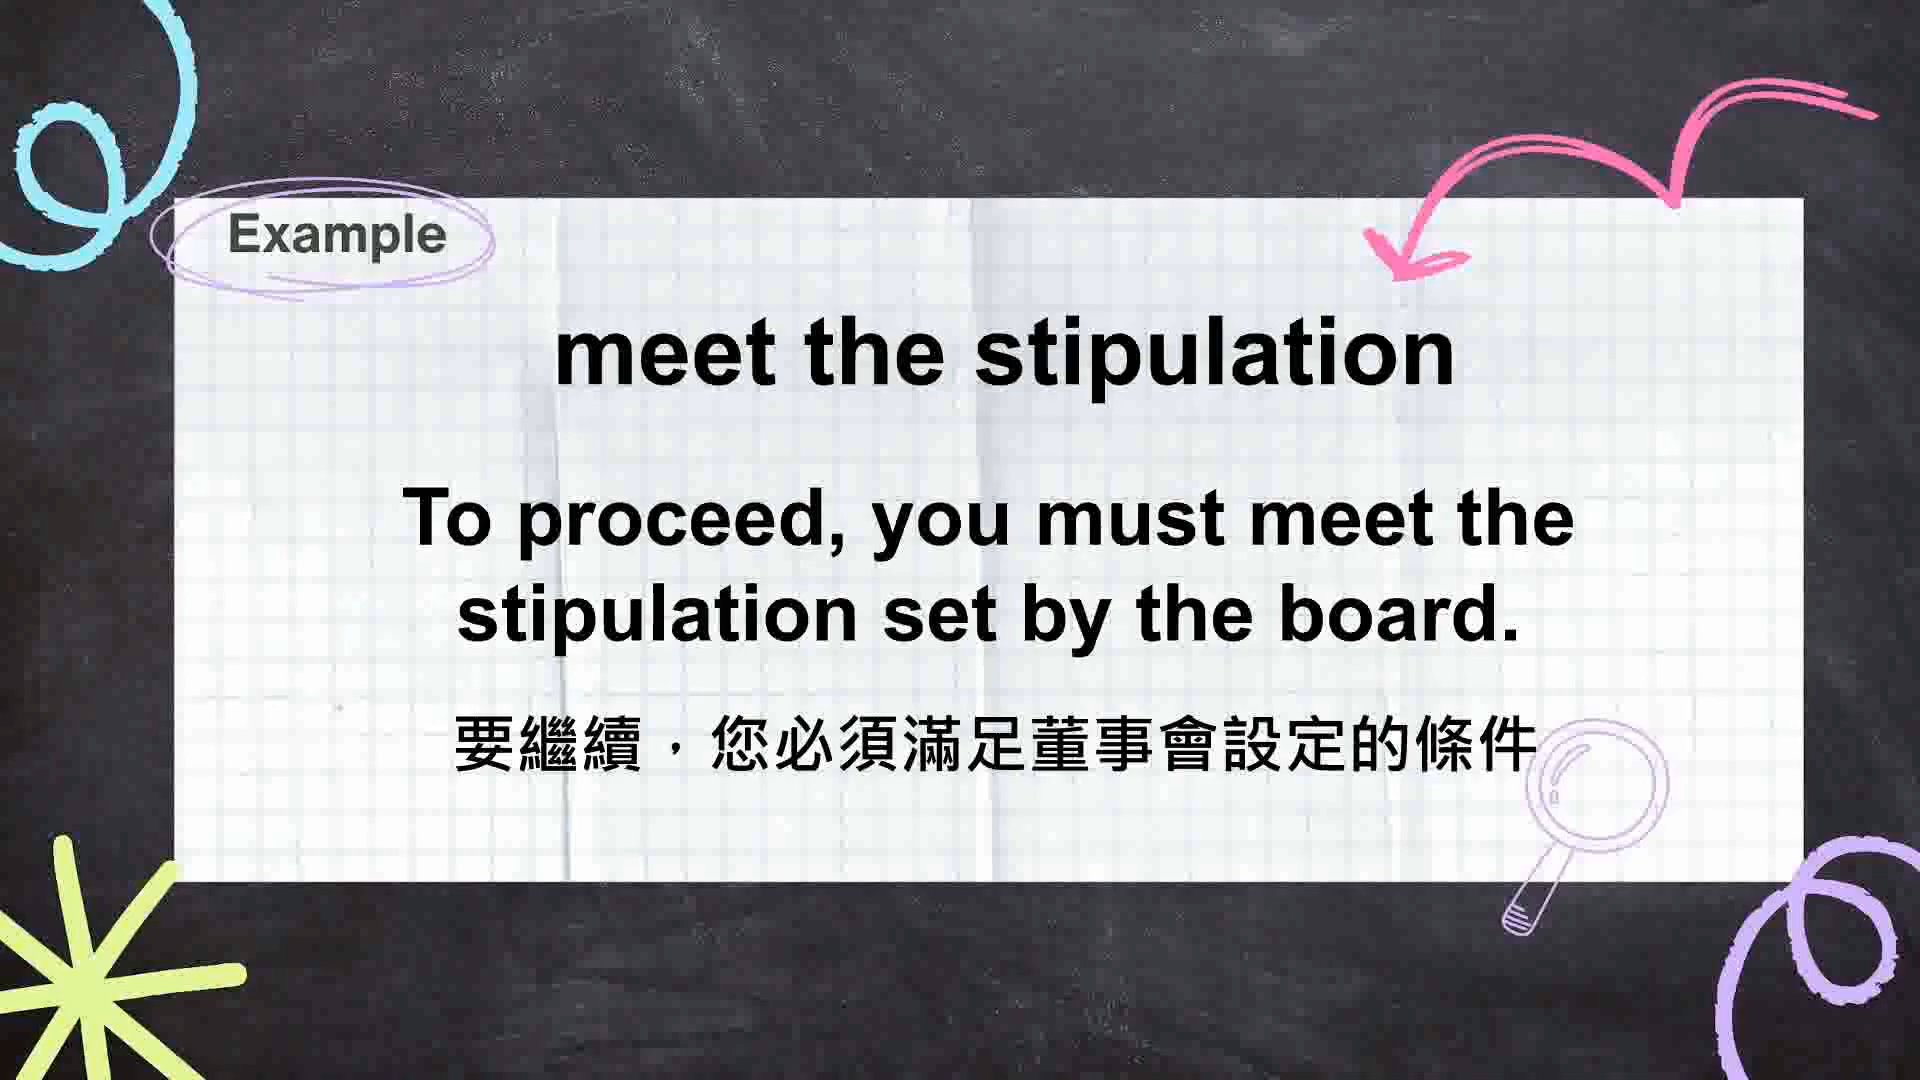 Example
meet the stipulation
To proceed, you must meet the
stipulation set by the board.
要繼續，您必須滿足董事會設定的條件